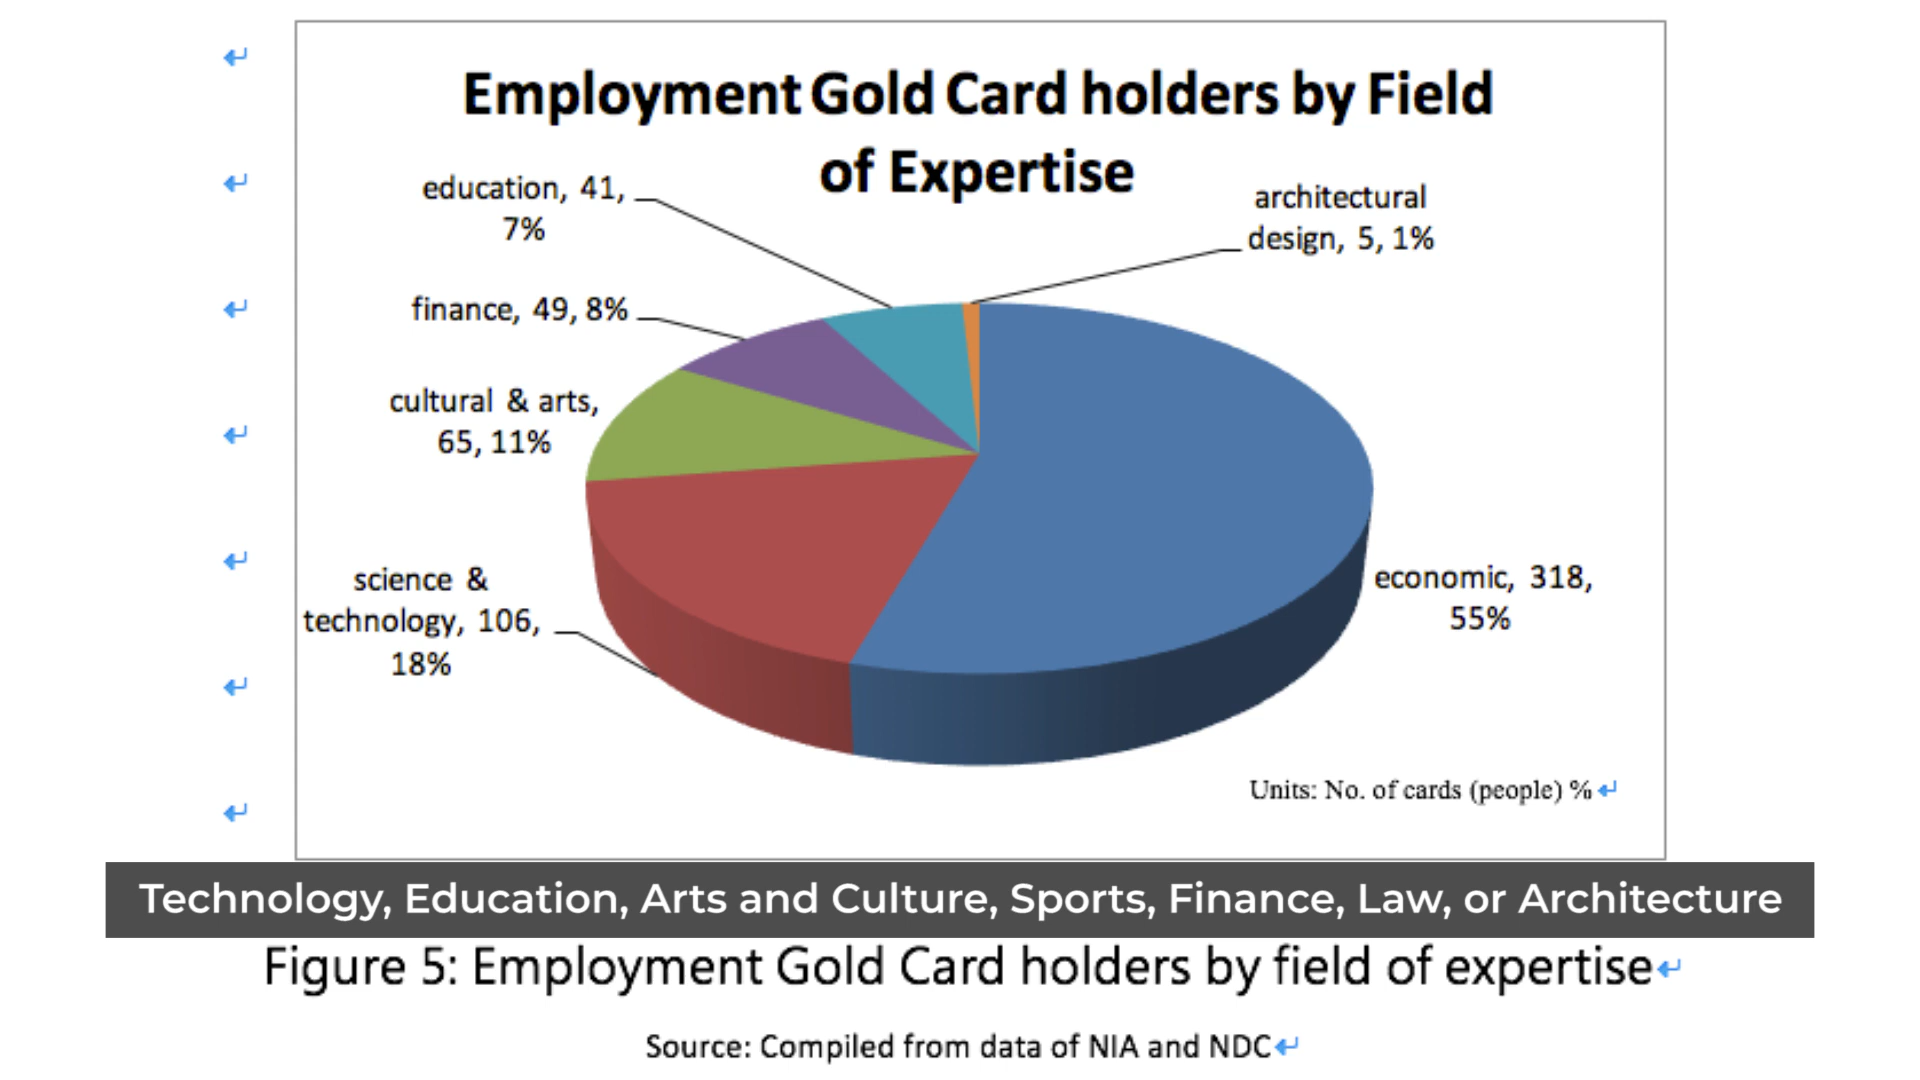 Employment Gold Card holders by Field
of Expertise
education, 41,
7%
architectural
design, 5, 1%
finance, 49, 8%
cultural & arts,
65, 11%
science &
technology, 106,
18%
economic, 318,
55%
Units: No. of cards (people) %
Technology, Education, Arts and Culture, Sports, Finance, Law, or Architecture
Figure 5: Employment Gold Card holders by field of expertise
Source: Compiled from data of NIA and NDC